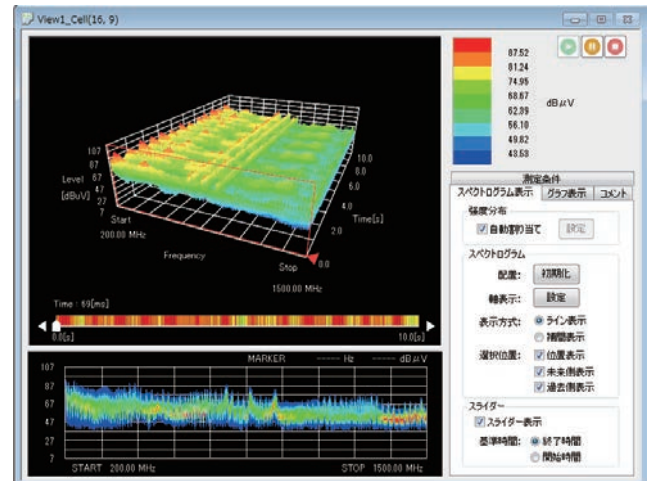 View1_Cell(16, 9)
87.52
81.24
74.95
68.67
62.39
56.10
49.82
43.53
dBμV
107
87
67
47
27
7
Level
[dBuV]
Start
200.00 MHz
Frequency
Stop
1500.00 MHz
10.0
8.0
6.0
4.0
2.0
0.0
Time[s]
Time : 69[ms]
0.0[s]
10.0[s]
MARKER ----- Hz ----- dBμV
107
87
67
47
27
7
START 200.00 MHz
STOP 1500.00 MHz
測定条件
スペクトログラム表示 グラフ表示 コメント
強度分布
自動割り当て 設定
スペクトログラム
配置: 初期化
軸表示: 設定
表示方式: ライン表示
補間表示
選択位置: 位置表示
未来側表示
過去側表示
スライダー
スライダー表示
基準時間: 終了時間
開始時間